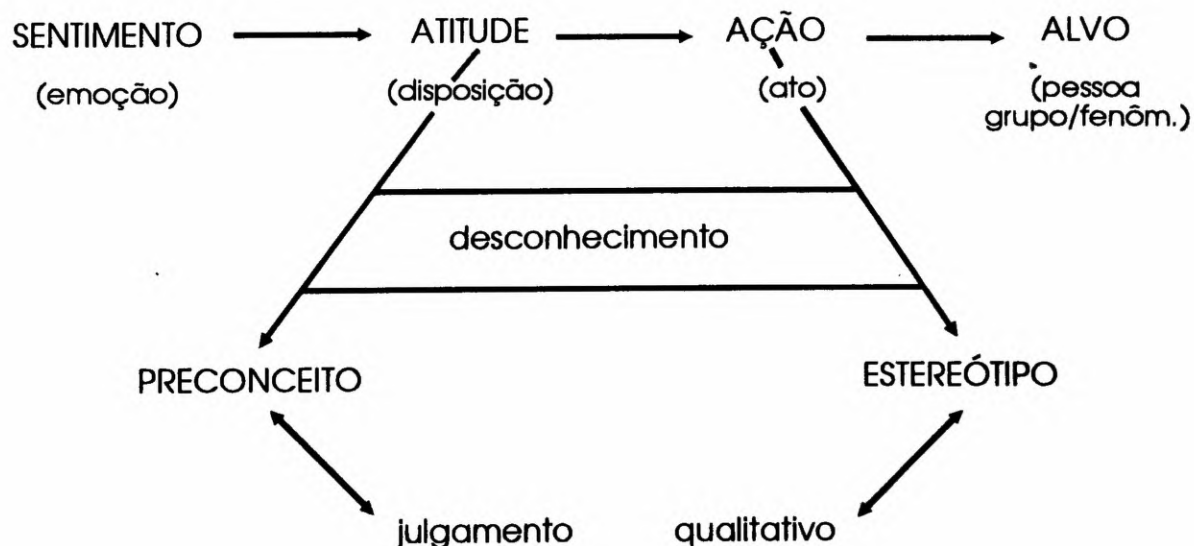 SENTIMENTO ATITUDE AÇÃO ALVO
(emoção) (disposição) (ato) (pessoa
grupo/fenôm.)
desconhecimento
PRECONCEITO ESTEREÓTIPO
julgamento qualitativo